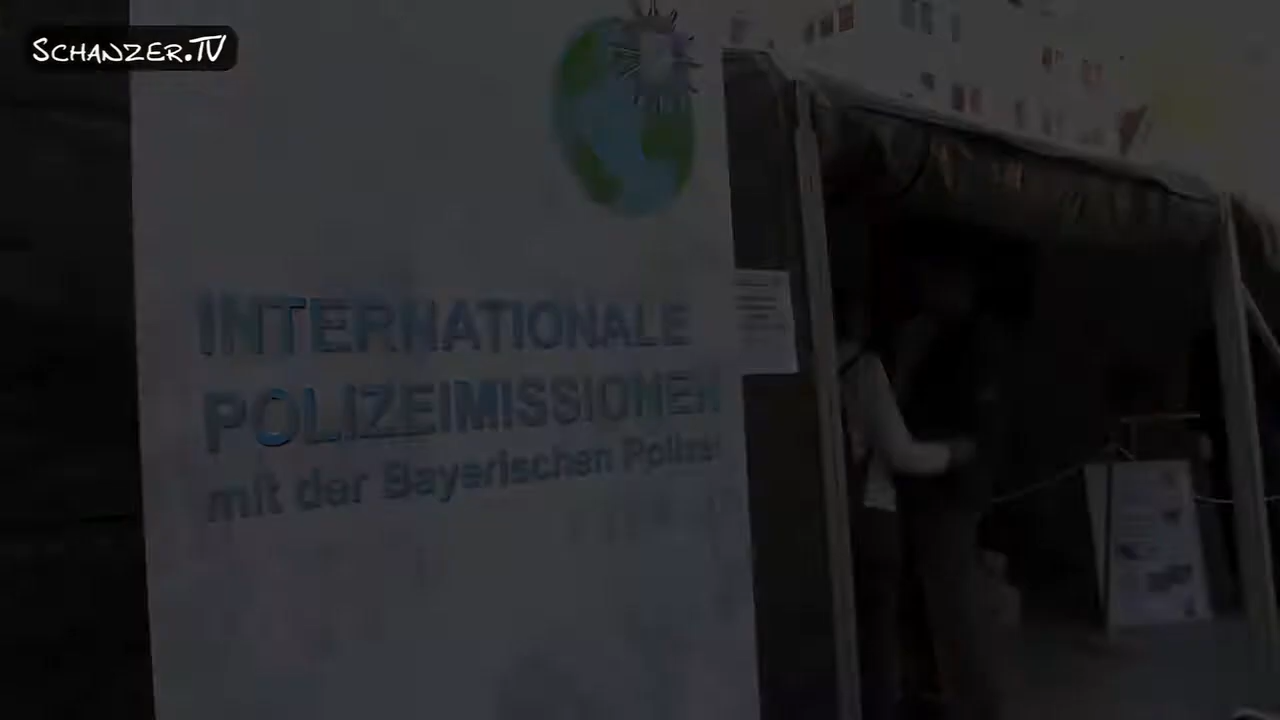 SCHANZER.TV
INTERNATIONALE
POLIZEIMISSIONEN
mit der Bayerischen Polizei